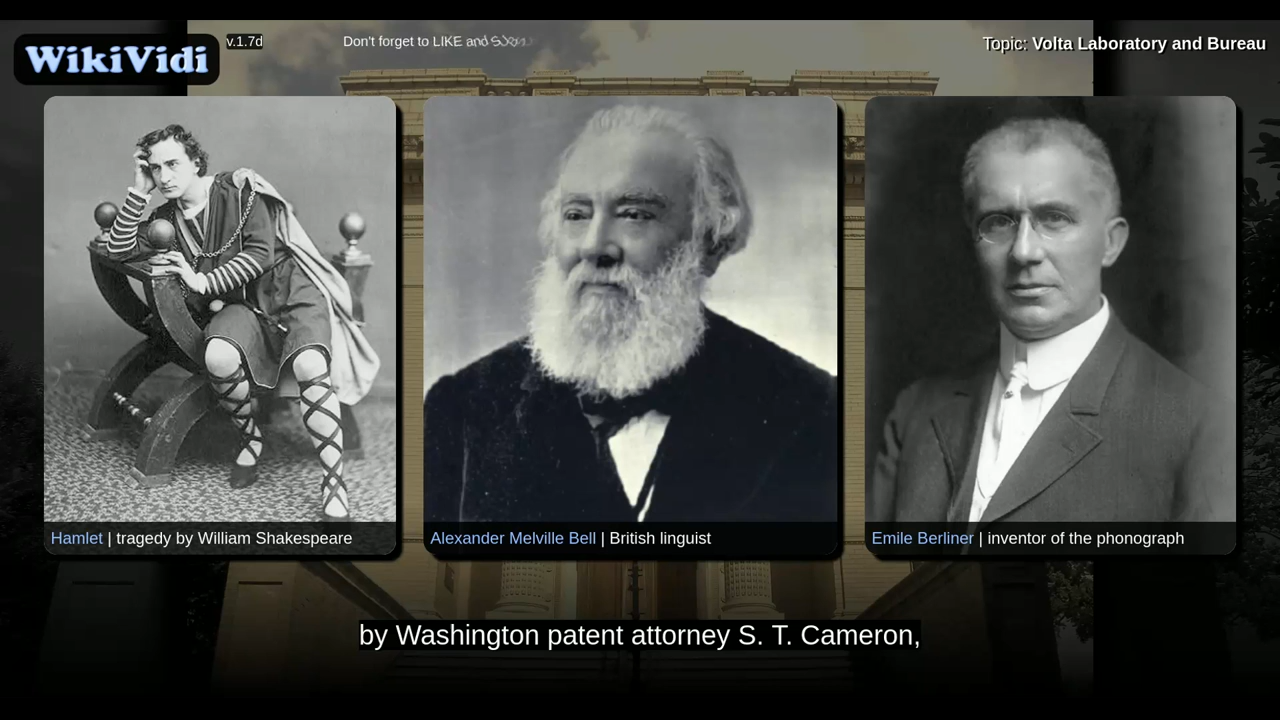 WikiVidi
v.1.7d
Don't forget to LIKE and
Topic: Volta Laboratory and Bureau
Hamlet | tragedy by William Shakespeare
Alexander Melville Bell | British linguist
Emile Berliner | inventor of the phonograph
by Washington patent attorney S. T. Cameron,